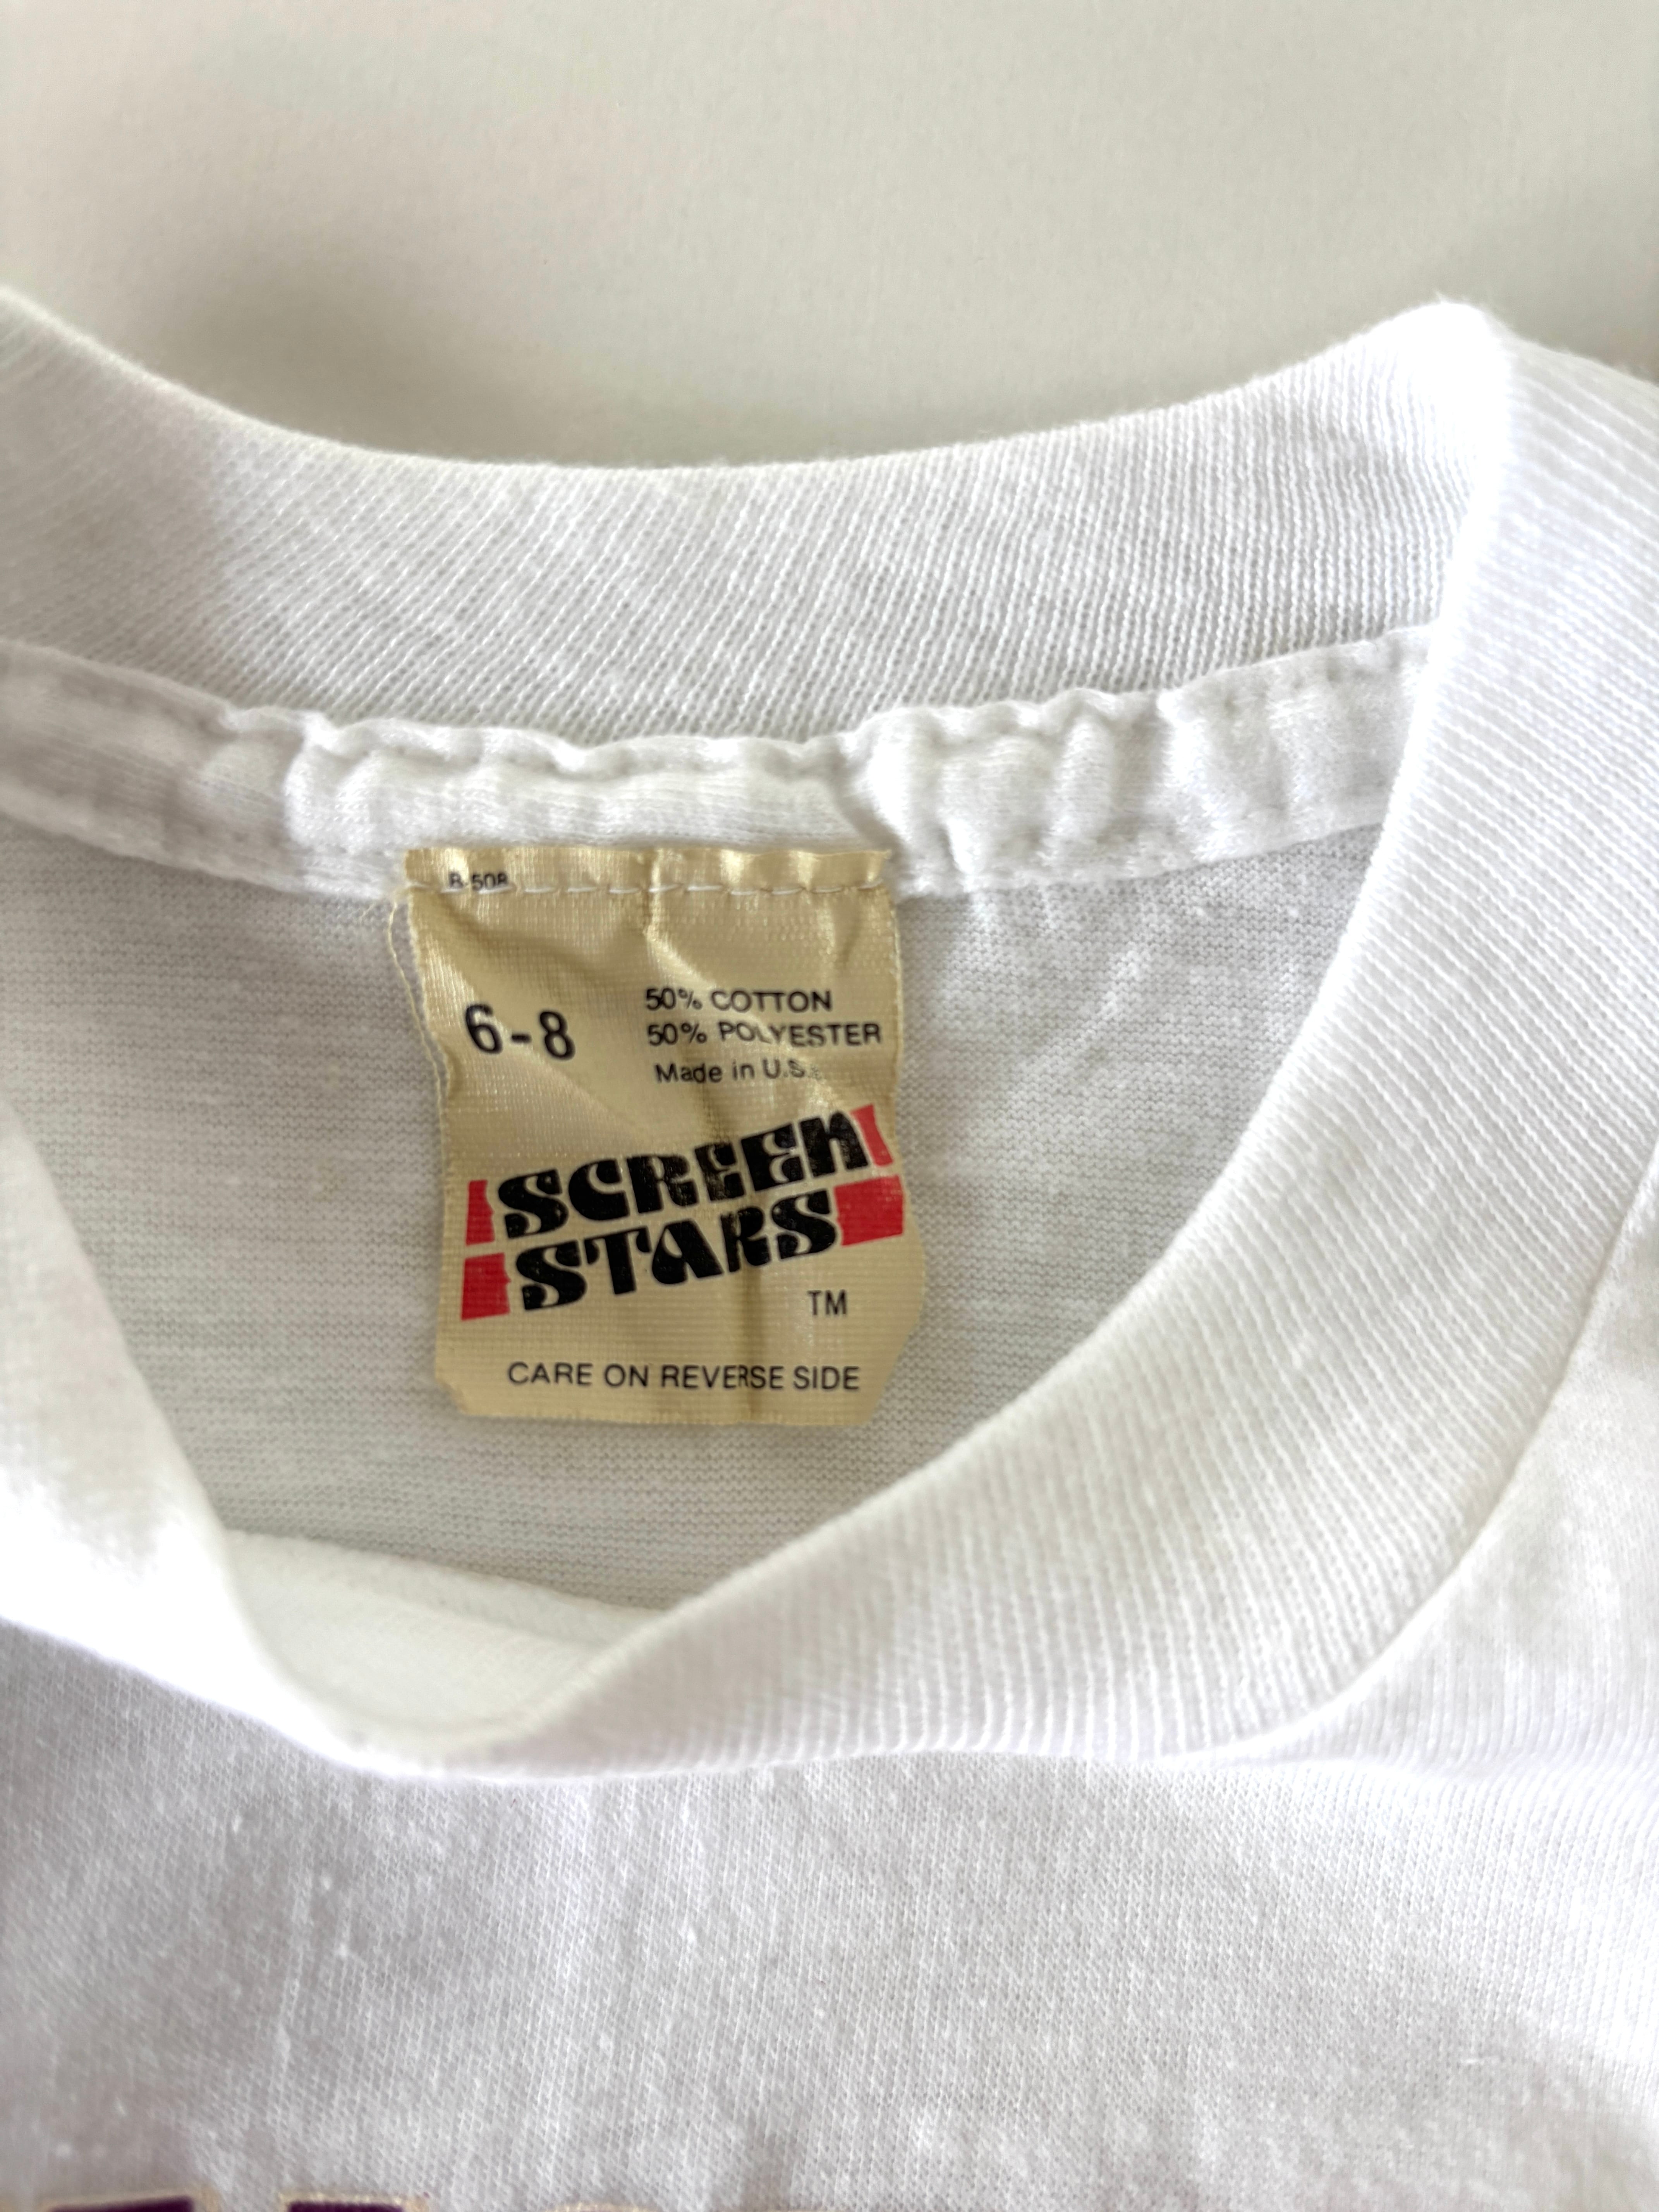 6-8
50% COTTON
50% POLYESTER
Made in U.S.
SCREEN
STARS
TM
CARE ON REVERSE SIDE